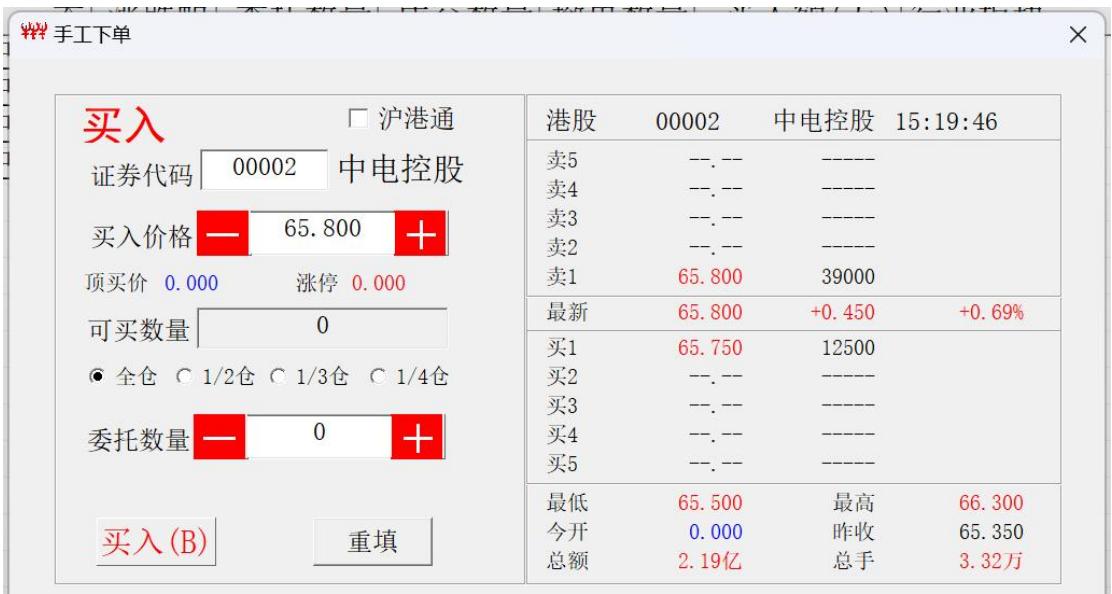 手工下单
买入 沪港通
证券代码 00002 中电控股
买入价格 65.800
顶买价 0.000 涨停 0.000
可买数量 0
全仓 1/2仓 1/3仓 1/4仓
委托数量 0
买入(B) 重填
港股 00002 中电控股 15:19:46
卖5 --.-- -----
卖4 --.-- -----
卖3 --.-- -----
卖2 --.-- -----
卖1 65.800 39000
最新 65.800 +0.450 +0.69%
买1 65.750 12500
买2 --.-- -----
买3 --.-- -----
买4 --.-- -----
买5 --.-- -----
最低 65.500 最高 66.300
今开 0.000 昨收 65.350
总额 2.19亿 总手 3.32万